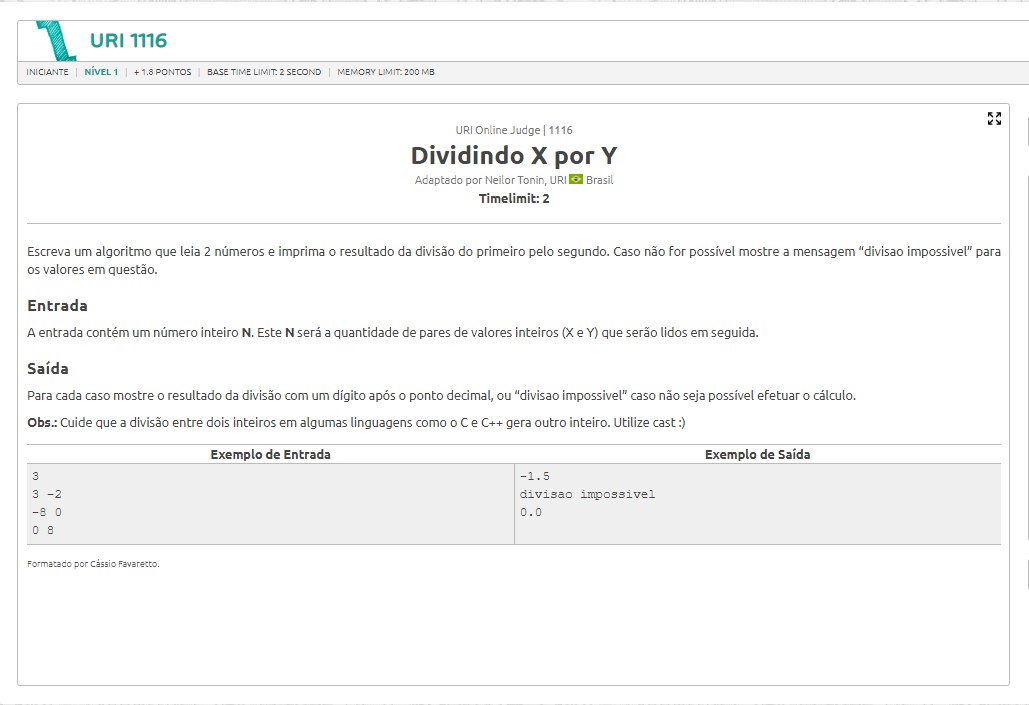 URI 1116
INICIANTE | NÍVEL 1 | + 1.8 PONTOS | BASE TIME LIMIT: 2 SECOND | MEMORY LIMIT: 200 MB
URI Online Judge | 1116
Dividindo X por Y
Adaptado por Neilor Tonin, URI Brasil
Timelimit: 2
Escreva um algoritmo que leia 2 números e imprima o resultado da divisão do primeiro pelo segundo. Caso não for possível mostre a mensagem “divisao impossivel” para
os valores em questão.
Entrada
A entrada contém um número inteiro N. Este N será a quantidade de pares de valores inteiros (X e Y) que serão lidos em seguida.
Saída
Para cada caso mostre o resultado da divisão com um dígito após o ponto decimal, ou “divisao impossivel” caso não seja possível efetuar o cálculo.
Obs.: Cuide que a divisão entre dois inteiros em algumas linguagens como o C e C++ gera outro inteiro. Utilize cast :)
Exemplo de Entrada Exemplo de Saída
3 -1.5
3 -2 divisao impossivel
-8 0 0.0
0 8
Formatado por Cássio Favaretto.